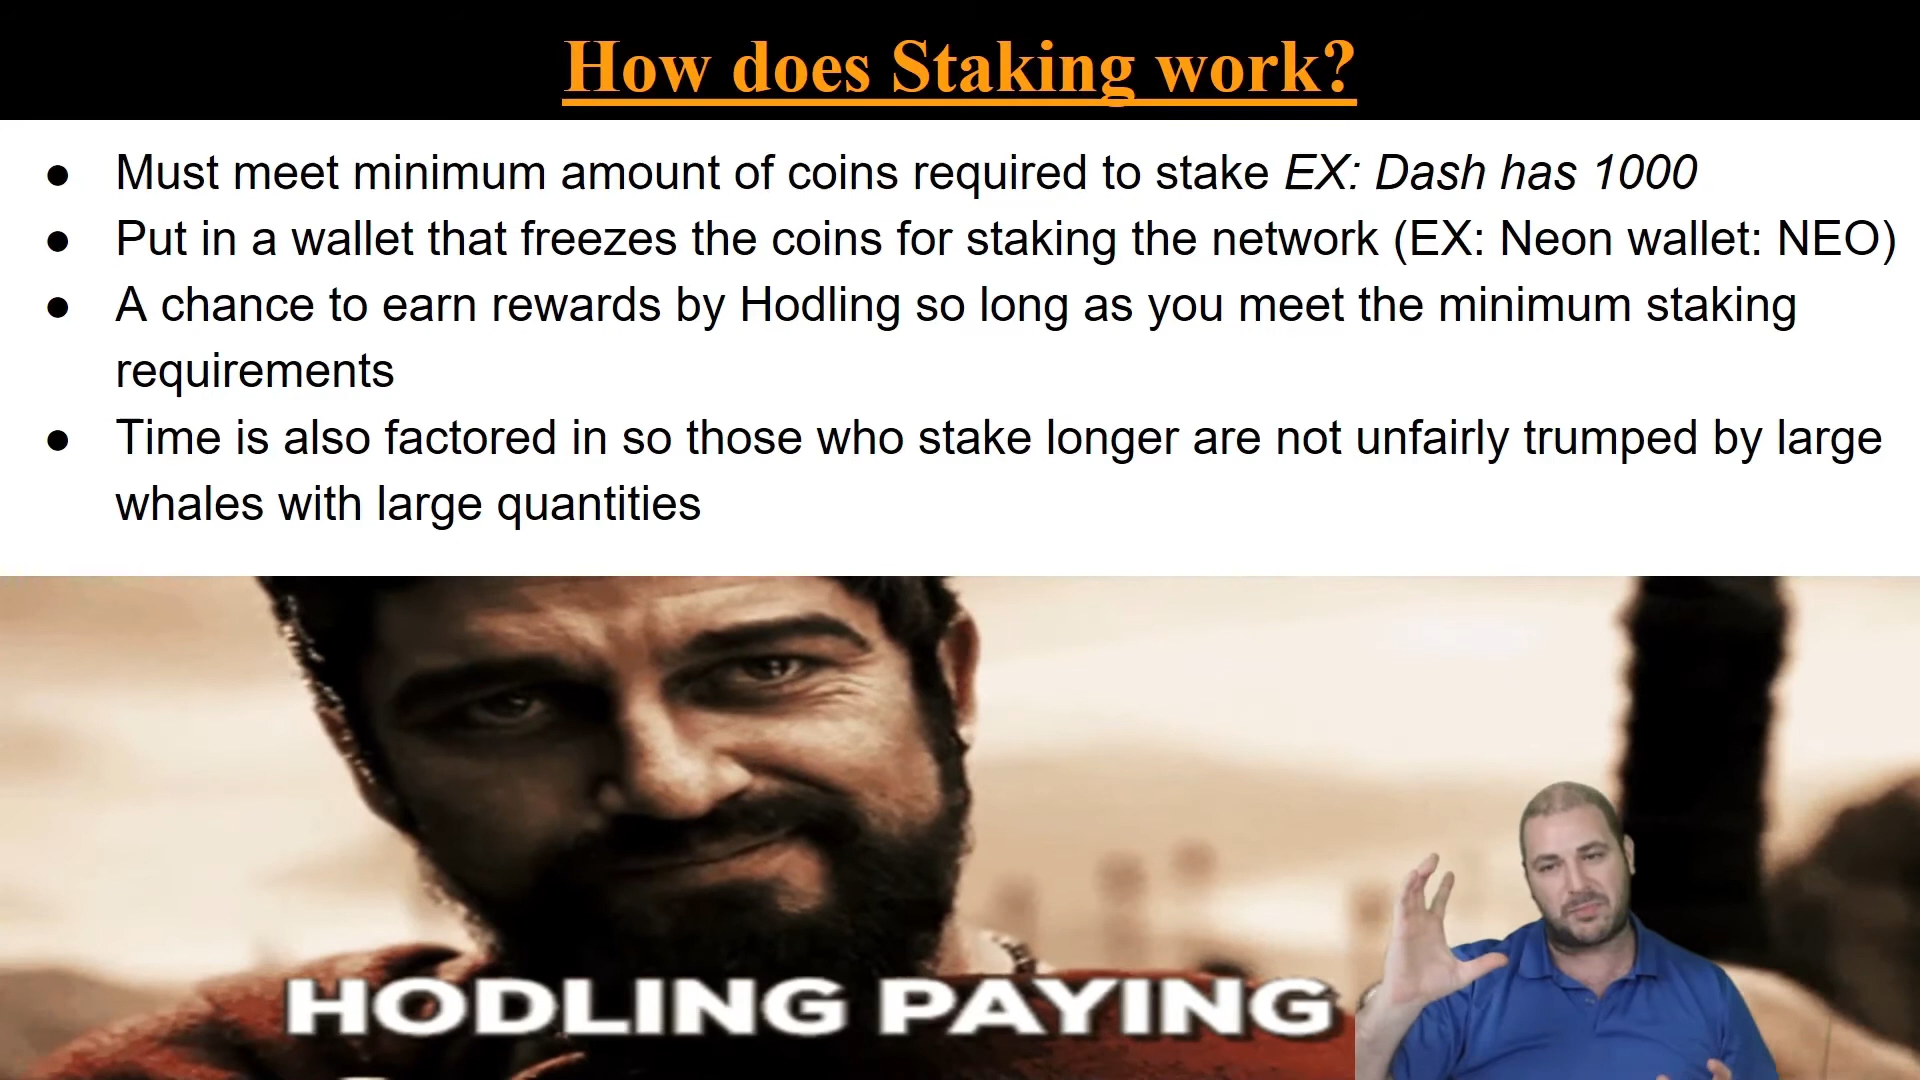 How does Staking work?
● Must meet minimum amount of coins required to stake EX: Dash has 1000
● Put in a wallet that freezes the coins for staking the network (EX: Neon wallet: NEO)
● A chance to earn rewards by Hodling so long as you meet the minimum staking
requirements
● Time is also factored in so those who stake longer are not unfairly trumped by large
whales with large quantities
HODLING PAYING